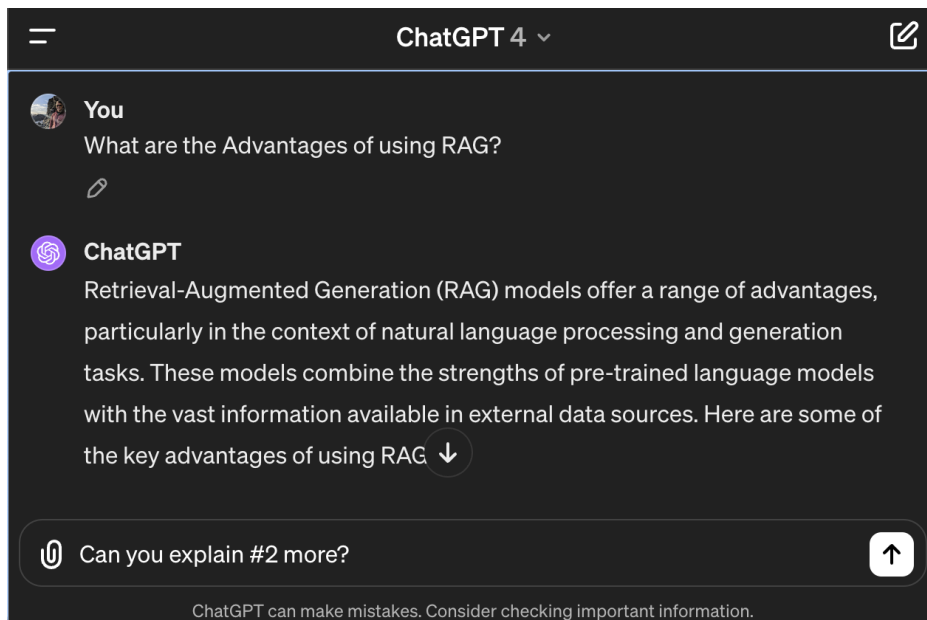 ChatGPT 4
You
What are the Advantages of using RAG?
ChatGPT
Retrieval-Augmented Generation (RAG) models offer a range of advantages,
particularly in the context of natural language processing and generation
tasks. These models combine the strengths of pre-trained language models
with the vast information available in external data sources. Here are some of
the key advantages of using RAG
Can you explain #2 more?
ChatGPT can make mistakes. Consider checking important information.